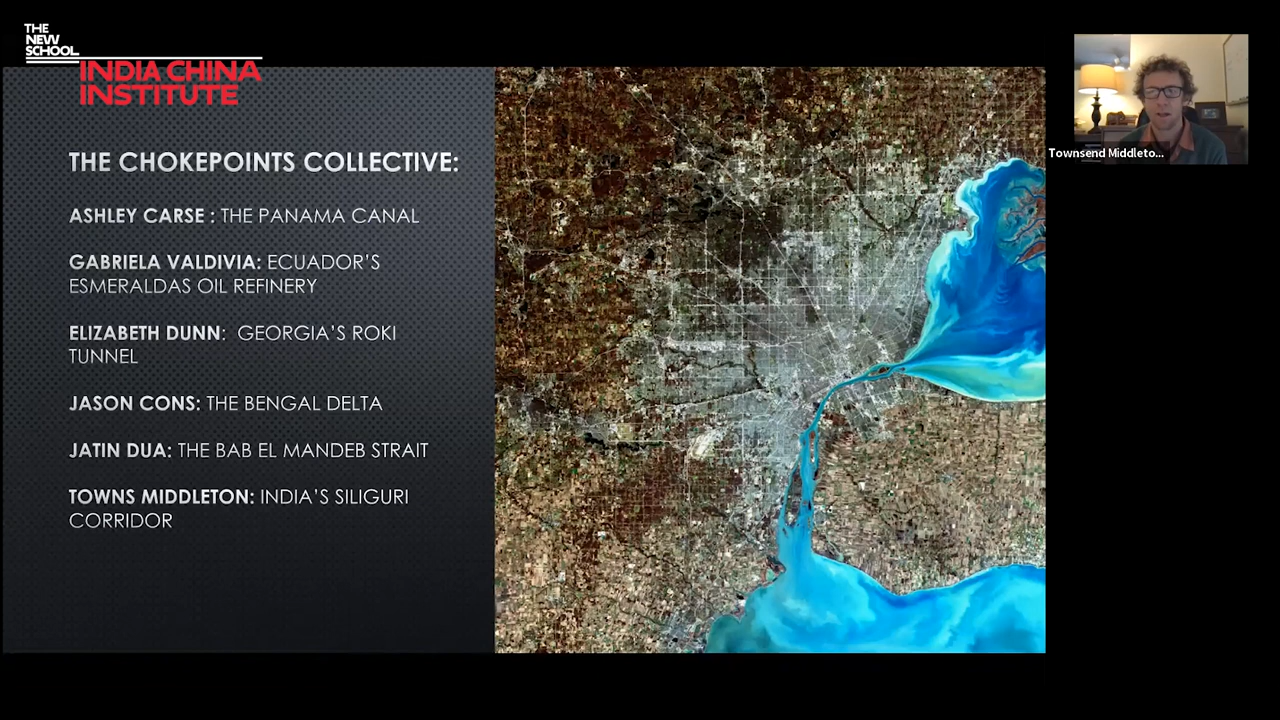 THE
NEW
SCHOOL
INDIA CHINA
INSTITUTE
THE CHOKEPOINTS COLLECTIVE:
ASHLEY CARSE : THE PANAMA CANAL
GABRIELA VALDIVIA: ECUADOR'S
ESMERALDAS OIL REFINERY
ELIZABETH DUNN: GEORGIA'S ROKI
TUNNEL
JASON CONS: THE BENGAL DELTA
JATIN DUA: THE BAB EL MANDEB STRAIT
TOWNS MIDDLETON: INDIA'S SILIGURI
CORRIDOR
Townsend Middleto...